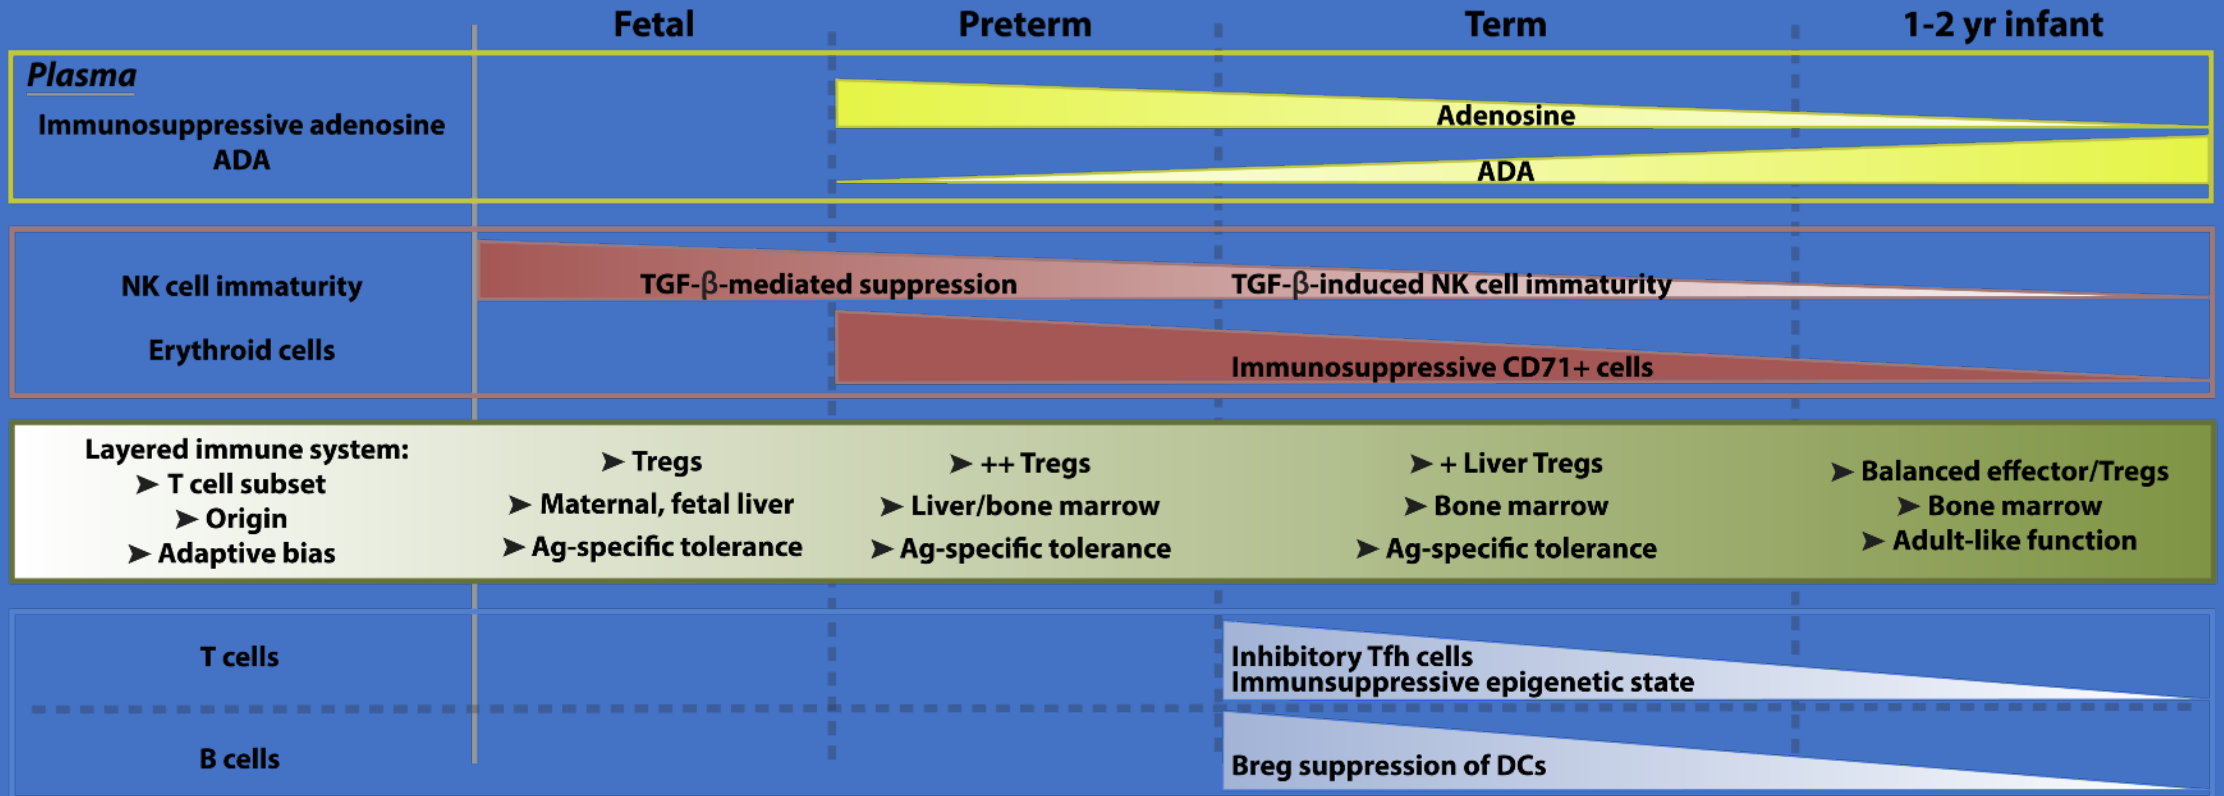 Fetal
Preterm
Term
1-2 yr infant
Plasma
Immunosuppressive adenosine
ADA
Adenosine
ADA
NK cell immaturity
TGF-β-mediated suppression
TGF-β-induced NK cell immaturity
Erythroid cells
Immunosuppressive CD71+ cells
Layered immune system:
➤ T cell subset
➤ Origin
➤ Adaptive bias
➤ Tregs
➤ Maternal, fetal liver
➤ Ag-specific tolerance
➤ ++ Tregs
➤ Liver/bone marrow
➤ Ag-specific tolerance
➤ + Liver Tregs
➤ Bone marrow
➤ Ag-specific tolerance
➤ Balanced effector/Tregs
➤ Bone marrow
➤ Adult-like function
T cells
Inhibitory Tfh cells
Immunsuppressive epigenetic state
B cells
Breg suppression of DCs